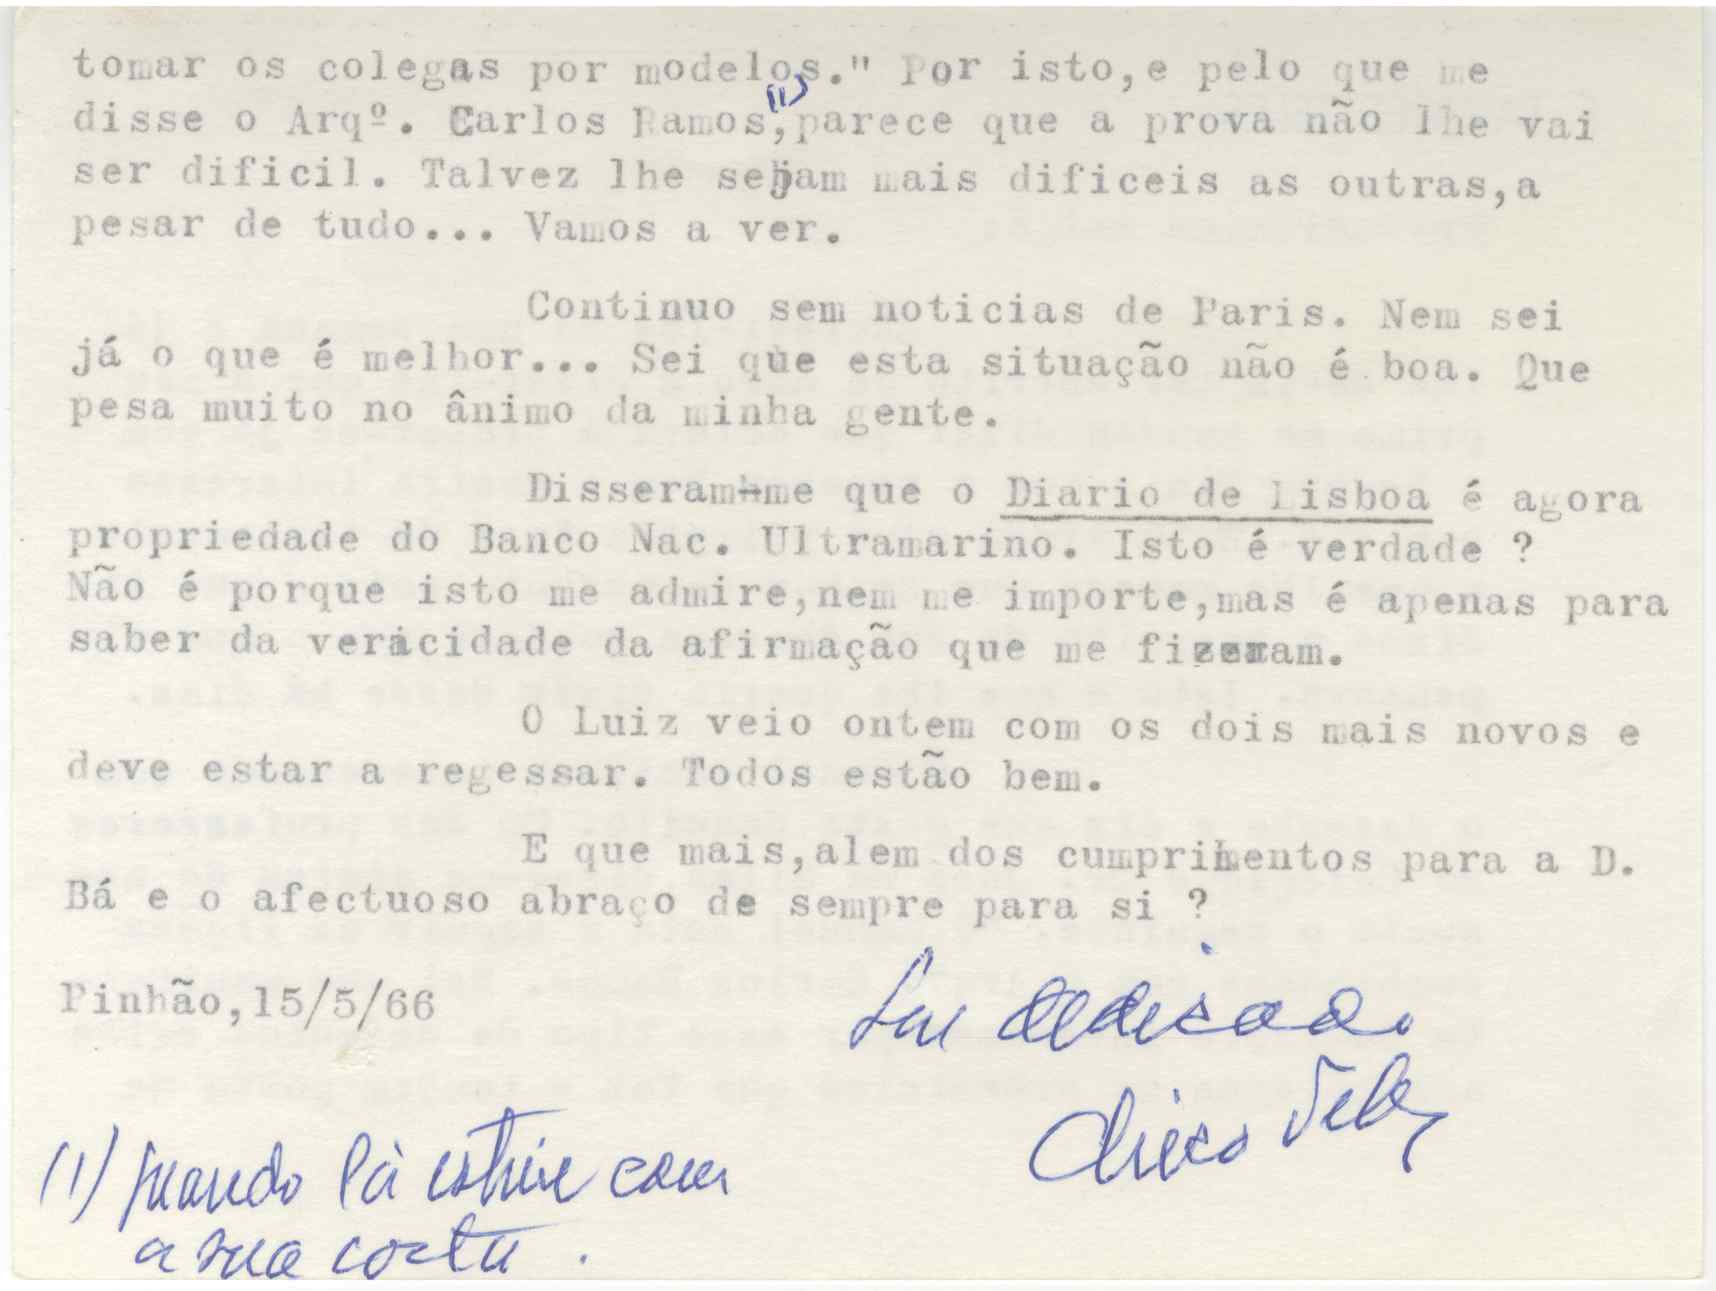 tomar os colegas por modelos." Por isto,e pelo que me
disse o Arqº. Carlos Ramos,(1) parece que a prova não lhe vai
ser dificil. Talvez lhe sejam mais dificeis as outras,a
pesar de tudo... Vamos a ver.
Continuo sem noticias de Paris. Nem sei
já o que é melhor... Sei que esta situação não é boa. Que
pesa muito no ânimo da minha gente.
Disseram-me que o Diario de Lisboa é agora
propriedade do Banco Nac. Ultramarino. Isto é verdade ?
Não é porque isto me admire,nem me importe,mas é apenas para
saber da veracidade da afirmação que me fizeram.
O Luiz veio ontem com os dois mais novos e
deve estar a regessar. Todos estão bem.
E que mais,alem dos cumprimentos para a D.
Bá e o afectuoso abraço de sempre para si ?
Pinhão,15/5/66
Seu dedicado
(1) quando lá estive com
a sua carta.